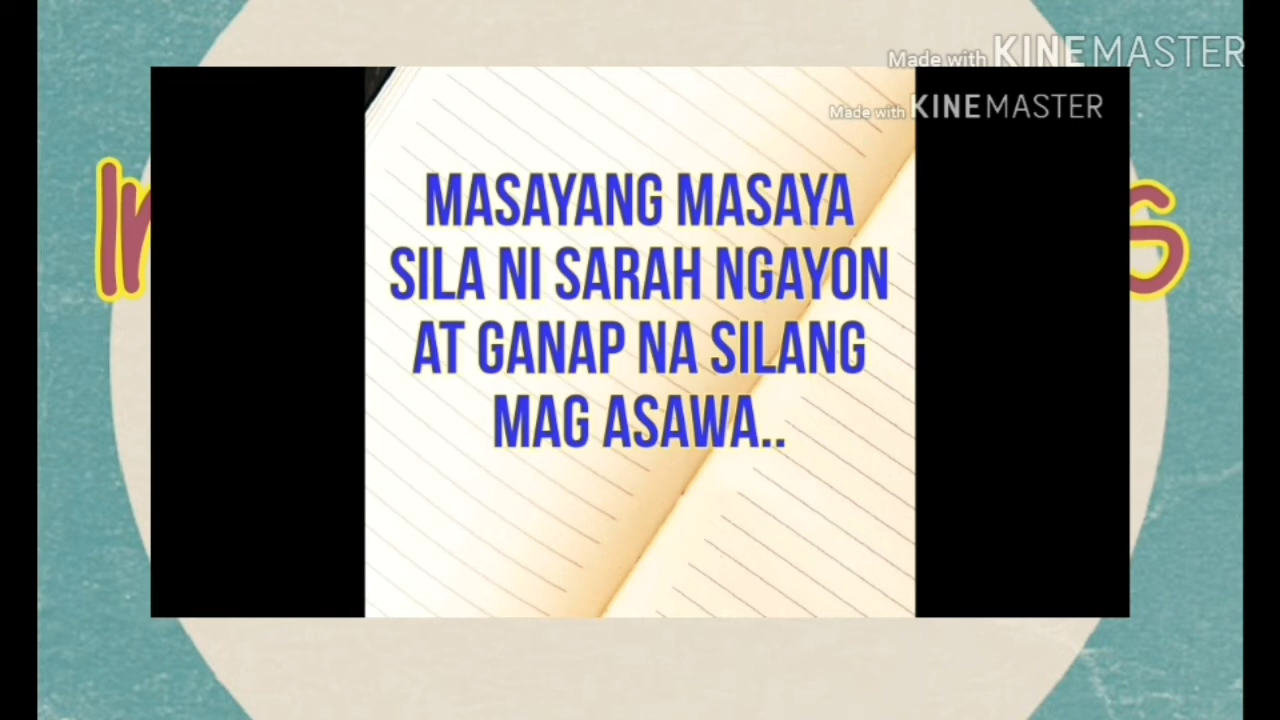 Made with KINEMASTER
Made with KINEMASTER
MASAYANG MASAYA
SILA NI SARAH NGAYON
AT GANAP NA SILANG
MAG ASAWA..